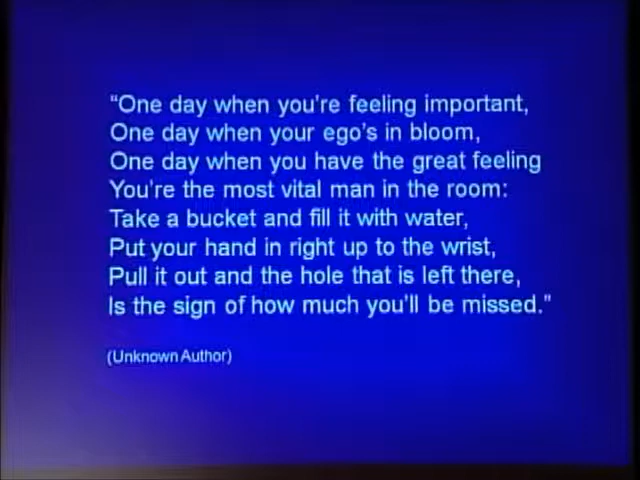 “One day when you're feeling important,
One day when your ego's in bloom,
One day when you have the great feeling
You're the most vital man in the room:
Take a bucket and fill it with water,
Put your hand in right up to the wrist,
Pull it out and the hole that is left there,
Is the sign of how much you'll be missed.”
(Unknown Author)